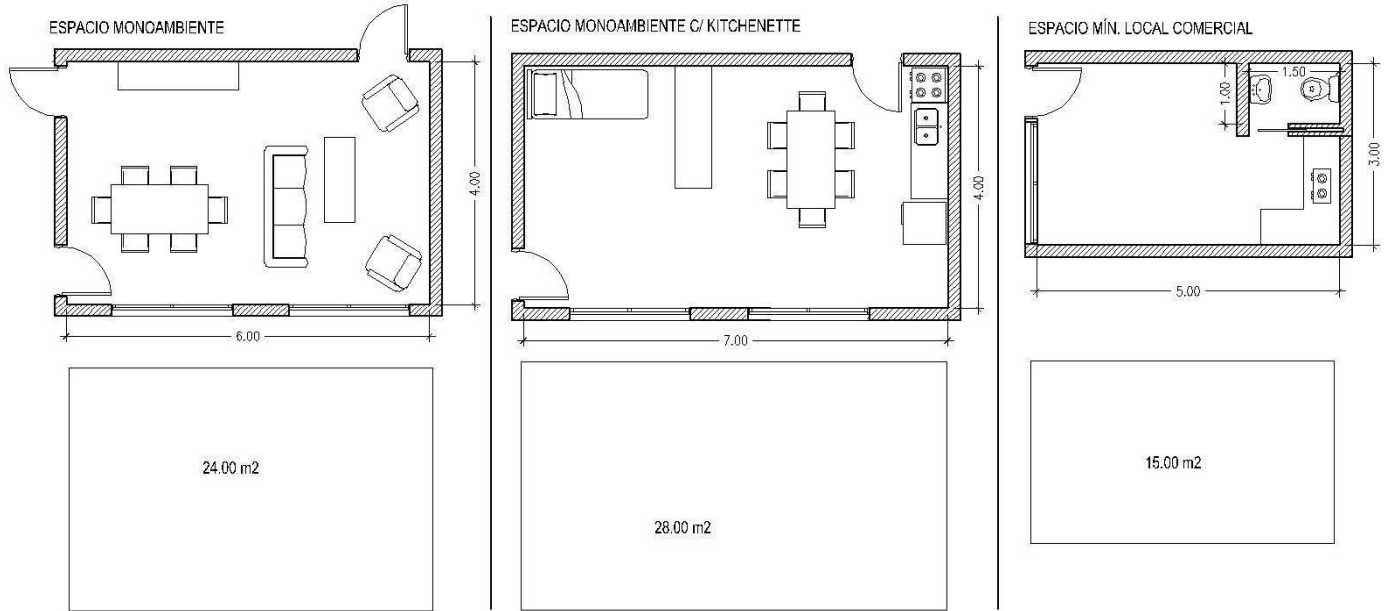 ESPACIO MONOAMBIENTE
4.00
6.00
24.00 m2
ESPACIO MONOAMBIENTE C/ KITCHENETTE
4.00
7.00
28.00 m2
ESPACIO MÍN. LOCAL COMERCIAL
1.50
1.00
3.00
5.00
15.00 m2